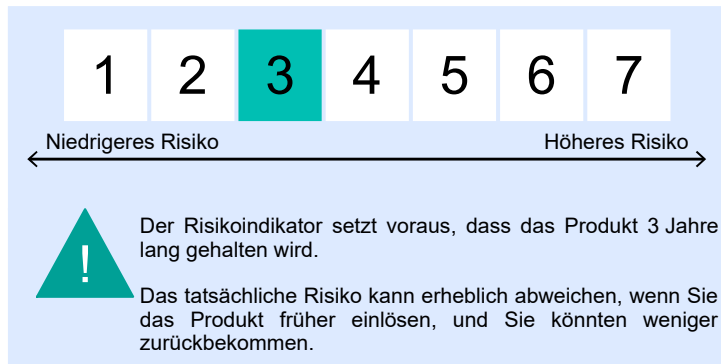 1 2 3 4 5 6 7
Niedrigeres Risiko Höheres Risiko
!
Der Risikoindikator setzt voraus, dass das Produkt 3 Jahre
lang gehalten wird.
Das tatsächliche Risiko kann erheblich abweichen, wenn Sie
das Produkt früher einlösen, und Sie könnten weniger
zurückbekommen.